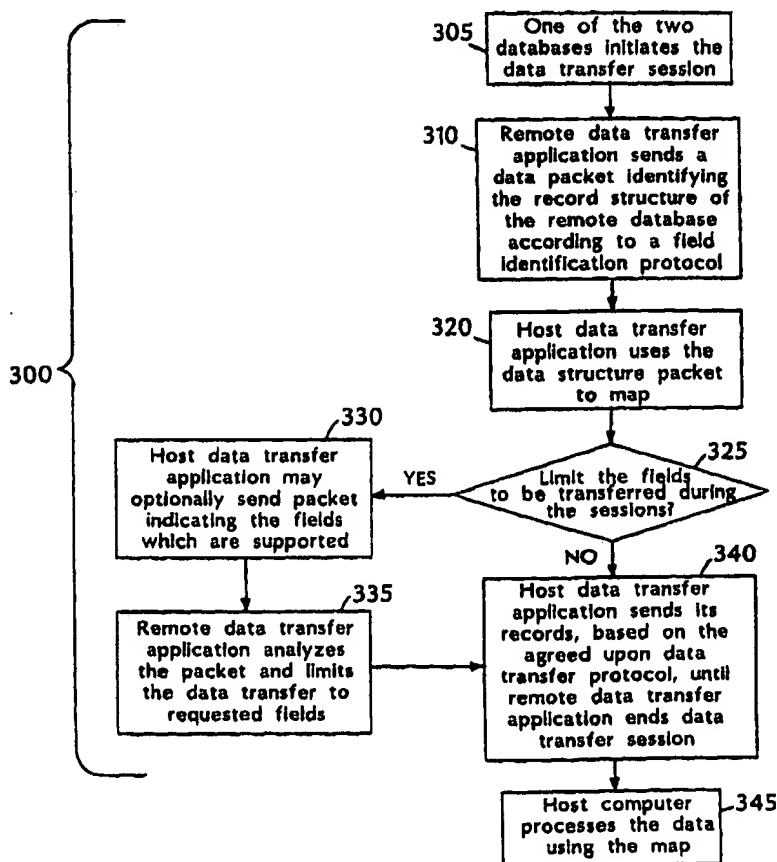 305
One of the two
databases initiates the
data transfer session
310
Remote data transfer
application sends a
data packet identifying
the record structure of
the remote database
according to a field
identification protocol
320
Host data transfer
application uses the
data structure packet
to map
300
330
Host data transfer
application may
optionally send packet
indicating the fields
which are supported
YES
325
Limit the fields
to be transferred during
the sessions?
NO
335
Remote data transfer
application analyzes
the packet and limits
the data transfer to
requested fields
340
Host data transfer
application sends its
records, based on the
agreed upon data
transfer protocol, until
remote data transfer
application ends data
transfer session
Host computer
processes the data
using the map
345